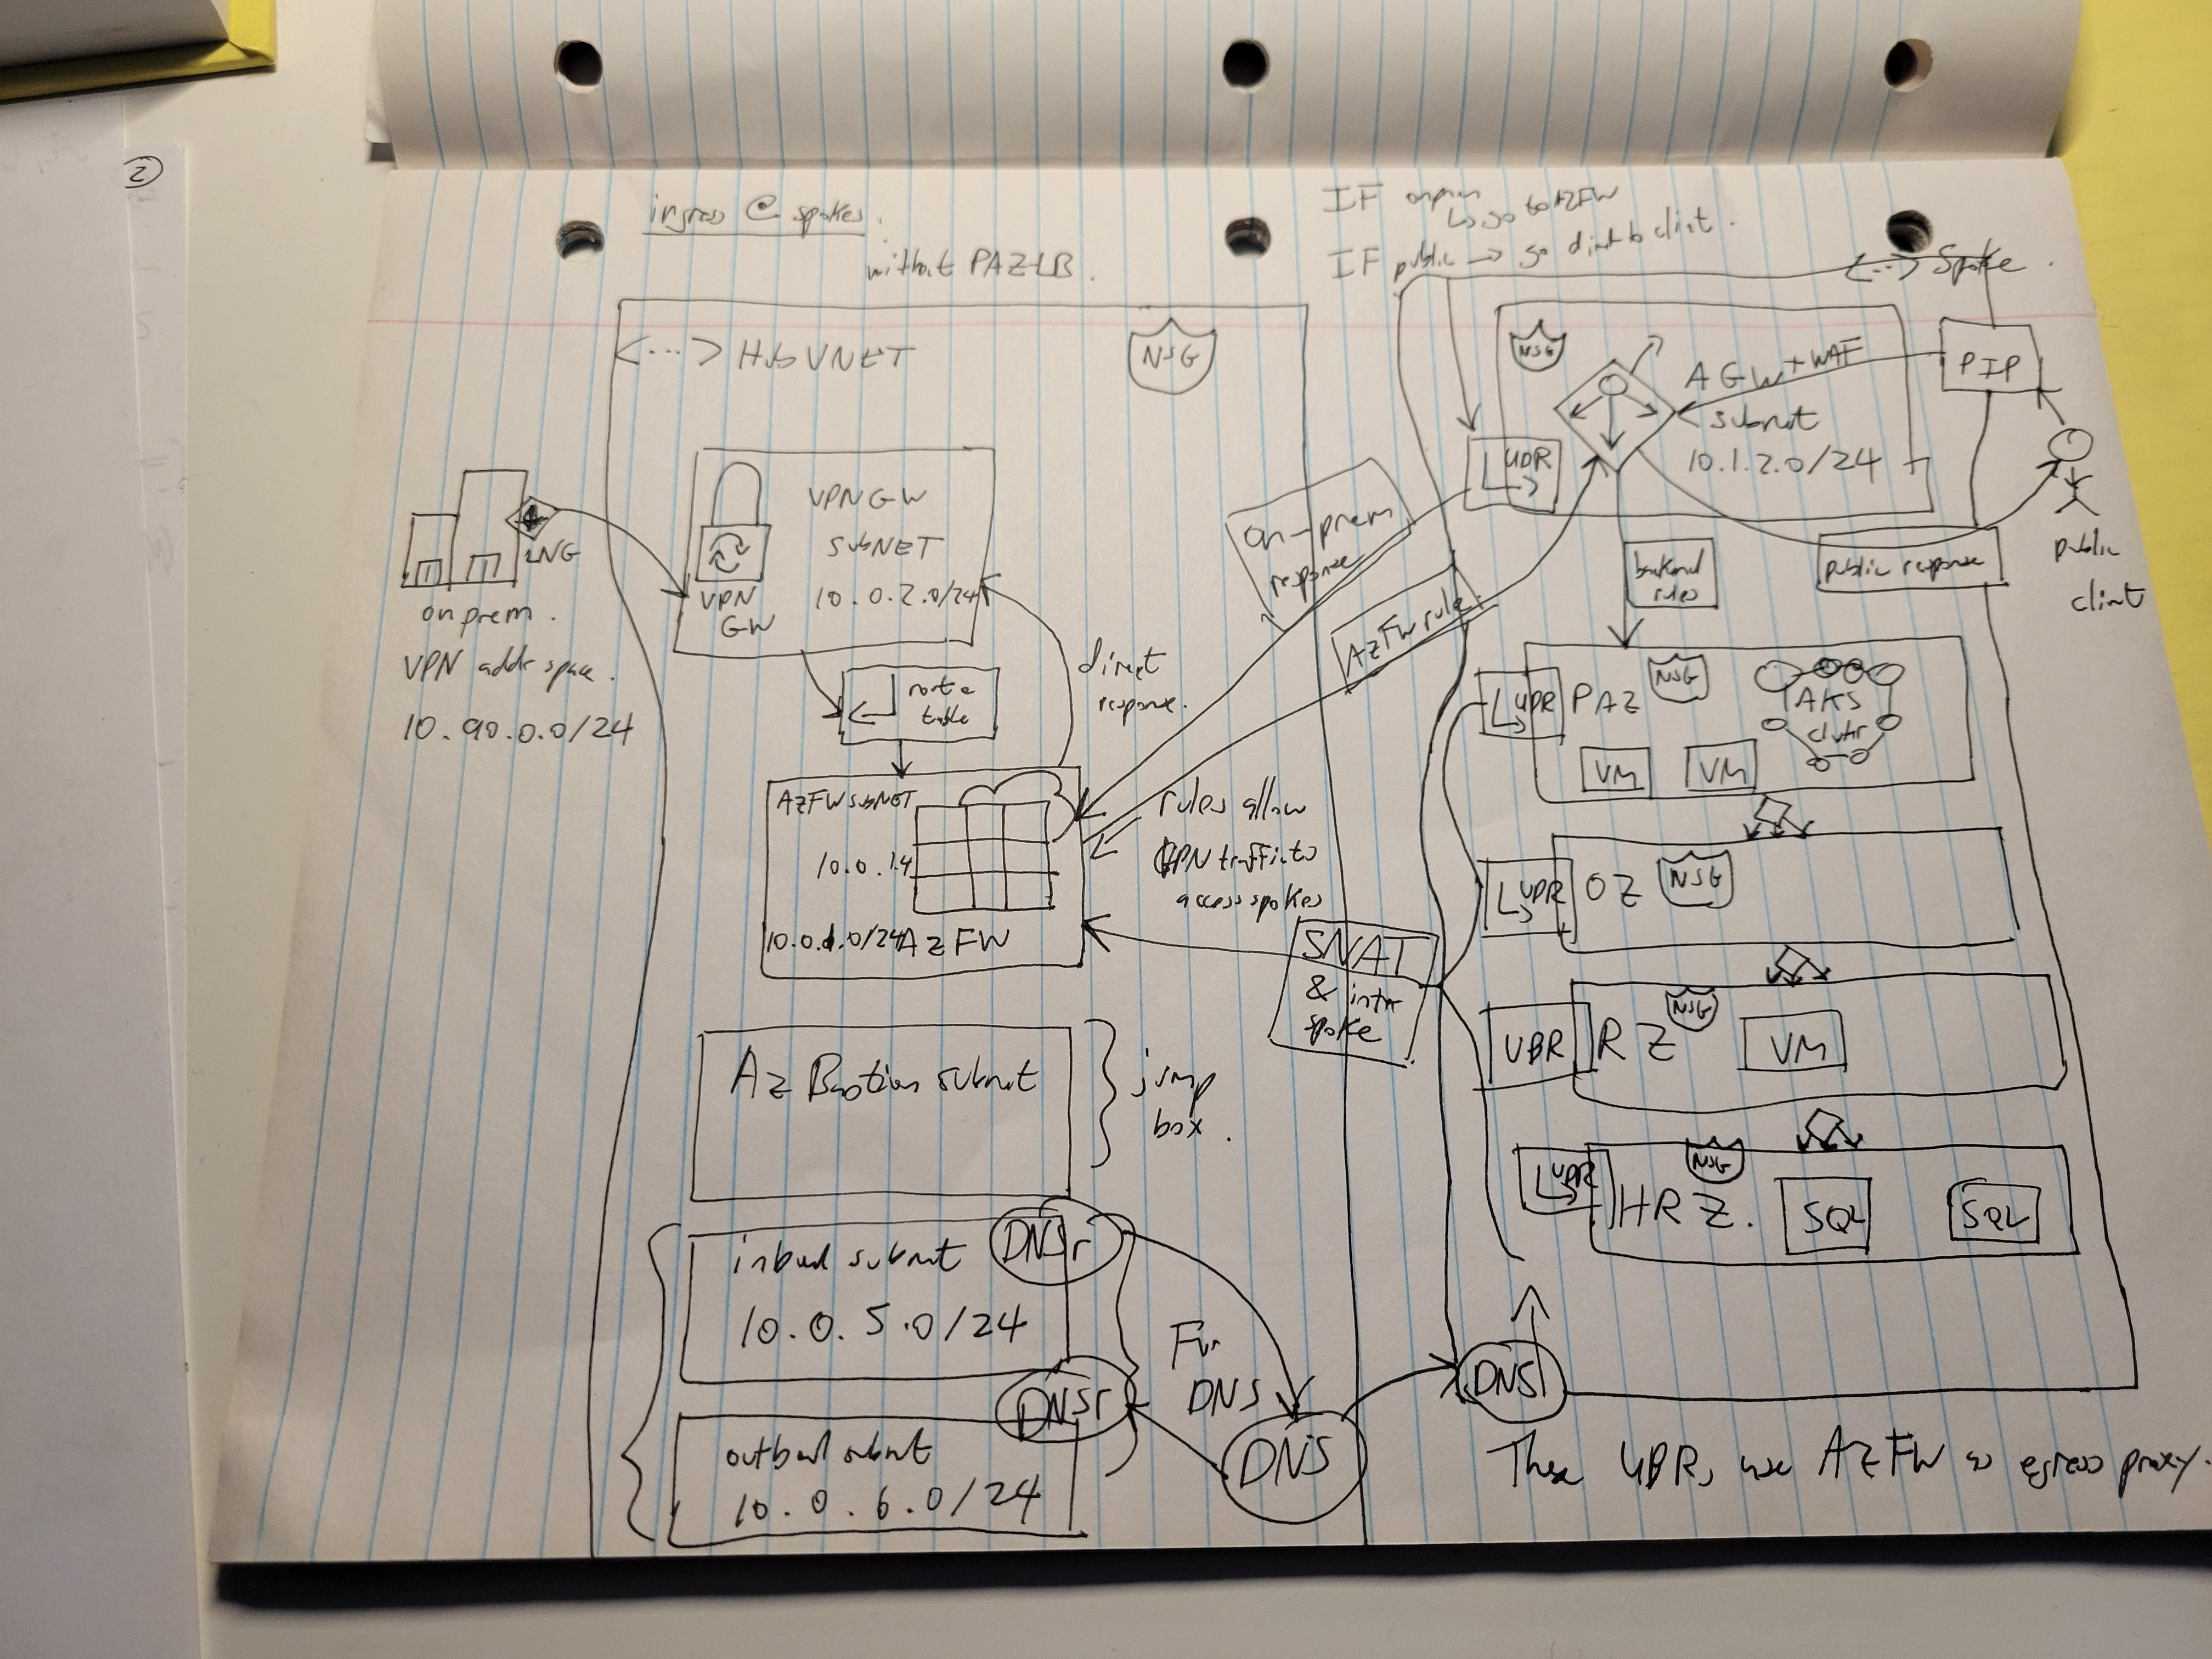 2
ingress @ spokes.
without PAZ LB.
IF onprem
↳ go to AZFW
IF public → go direct to client.
<···> Spoke.
<···> Hub VNET
NSG
NSG
AGW + WAF
subnet
10.1.2.0/24
PIP
UDR
public
client
LNG
on prem.
VPN addr space.
10.90.0.0/24
VPN GW
SUBNET
10.0.2.0/24
VPN
GW
route
table
direct
response.
on-prem
response
AzFW rule
backend
rules
public response
AzFW SUBNET
10.0.1.4
10.0.1.0/24 AzFW
rules allow
VPN traffic to
access spokes
SNAT
& inter
spoke
UDR
PAZ
NSG
AKS
clustr
VM
VM
UDR
OZ
NSG
UDR
RZ
NSG
VM
UDR
HRZ.
NSG
SQL
SQL
Az Bastion subnet
jump
box.
inbound subnet
10.0.5.0/24
DNSr
outbound subnet
10.0.6.0/24
DNSr
For
DNS
DNS
DNS
These UDRs use AZFW as egress proxy.